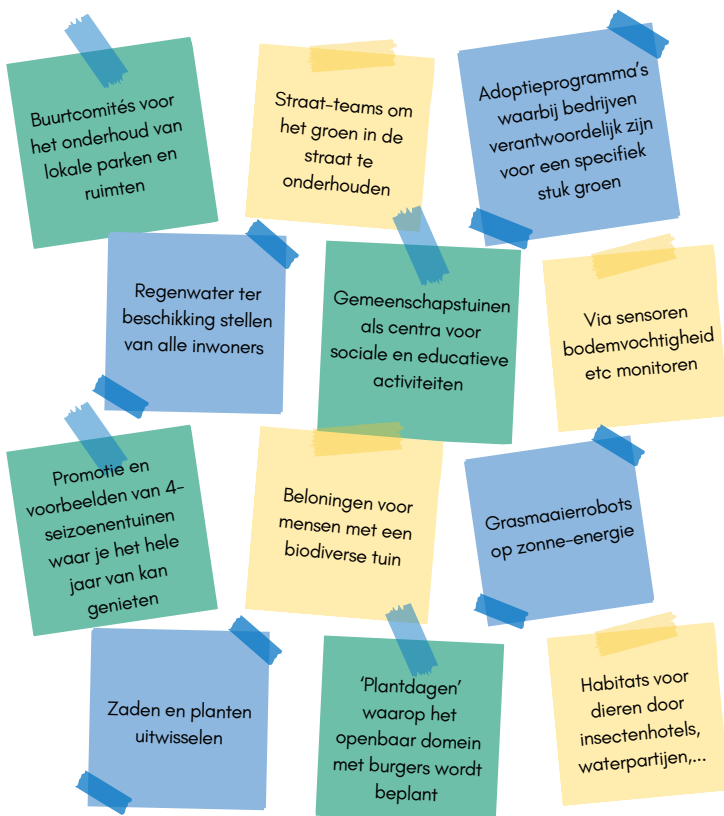 Buurtcomités voor
het onderhoud van
lokale parken en
ruimten
Straat-teams om
het groen in de
straat te
onderhouden
Adoptieprogramma's
waarbij bedrijven
verantwoordelijk zijn
voor een specifiek
stuk groen
Regenwater ter
beschikking stellen
van alle inwoners
Gemeenschapstuinen
als centra voor
sociale en educatieve
activiteiten
Via sensoren
bodemvochtigheid
etc monitoren
Promotie en
voorbeelden van 4-
seizoenentuinen
waar je het hele
jaar van kan
genieten
Beloningen voor
mensen met een
biodiverse tuin
Grasmaaierrobots
op zonne-energie
Zaden en planten
uitwisselen
'Plantdagen'
waarop het
openbaar domein
met burgers wordt
beplant
Habitats voor
dieren door
insectenhotels,
waterpartijen,...